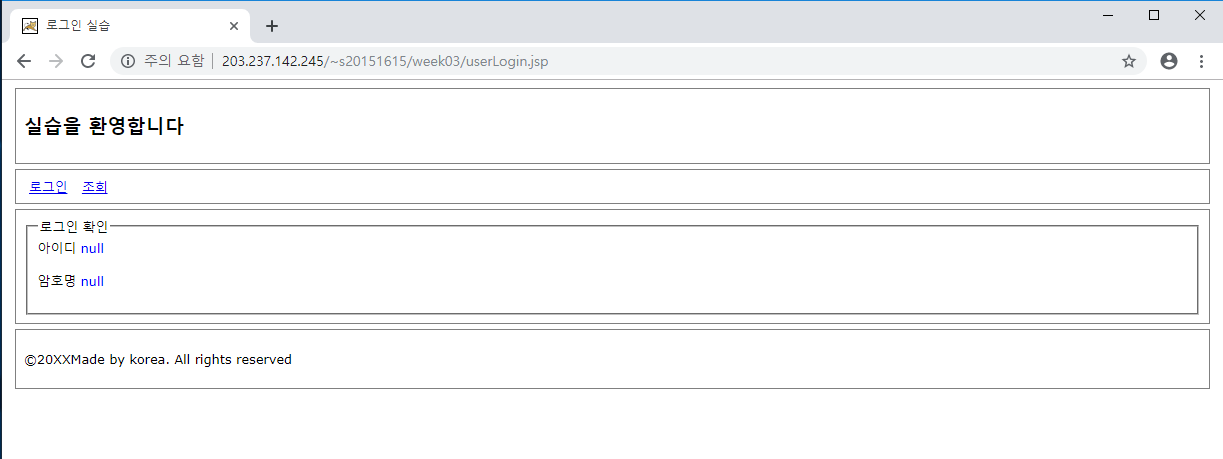 로그인 실습
주의 요함 | 203.237.142.245/~s20151615/week03/userLogin.jsp
실습을 환영합니다
로그인 조회
로그인 확인
아이디 null
암호명 null
©20XXMade by korea. All rights reserved